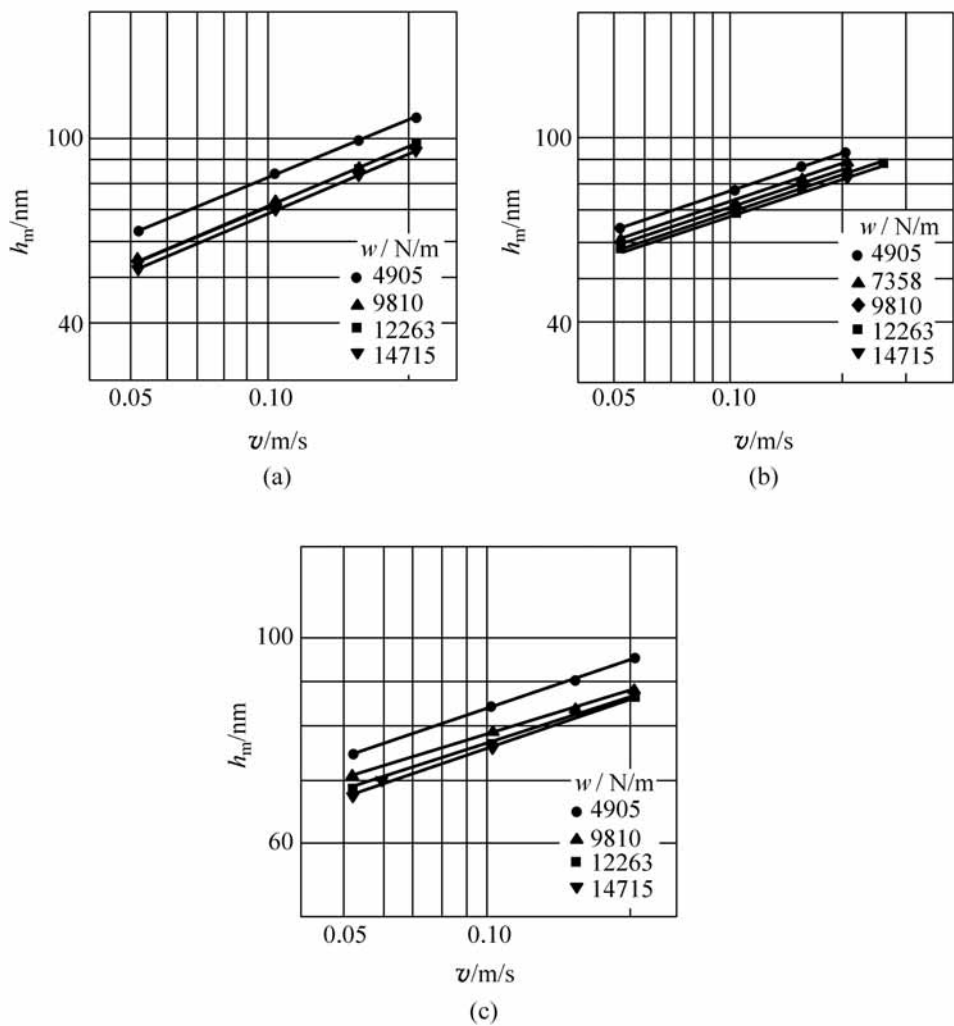 100
40
h_m/nm
w/ N/m
● 4905
▲ 9810
■ 12263
▼ 14715
0.05 0.10
v/m/s
(a)
100
40
h_m/nm
w/ N/m
● 4905
▲ 7358
◆ 9810
■ 12263
▼ 14715
0.05 0.10
v/m/s
(b)
100
60
h_m/nm
w/ N/m
● 4905
▲ 9810
■ 12263
▼ 14715
0.05 0.10
v/m/s
(c)